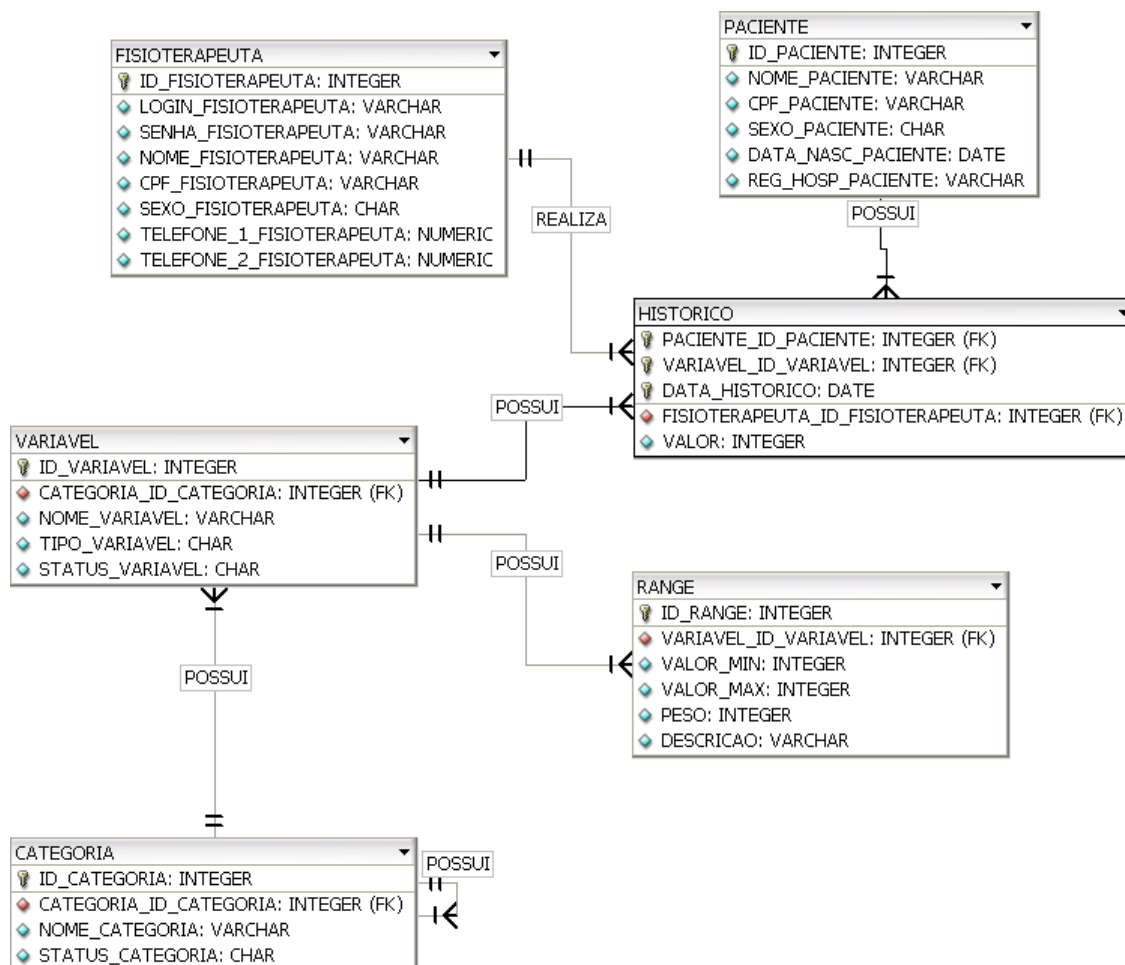 FISIOTERAPEUTA
ID_FISIOTERAPEUTA: INTEGER
LOGIN_FISIOTERAPEUTA: VARCHAR
SENHA_FISIOTERAPEUTA: VARCHAR
NOME_FISIOTERAPEUTA: VARCHAR
CPF_FISIOTERAPEUTA: VARCHAR
SEXO_FISIOTERAPEUTA: CHAR
TELEFONE_1_FISIOTERAPEUTA: NUMERIC
TELEFONE_2_FISIOTERAPEUTA: NUMERIC
REALIZA
PACIENTE
ID_PACIENTE: INTEGER
NOME_PACIENTE: VARCHAR
CPF_PACIENTE: VARCHAR
SEXO_PACIENTE: CHAR
DATA_NASC_PACIENTE: DATE
REG_HOSP_PACIENTE: VARCHAR
POSSUI
HISTORICO
PACIENTE_ID_PACIENTE: INTEGER (FK)
VARIAVEL_ID_VARIAVEL: INTEGER (FK)
DATA_HISTORICO: DATE
FISIOTERAPEUTA_ID_FISIOTERAPEUTA: INTEGER (FK)
VALOR: INTEGER
POSSUI
VARIAVEL
ID_VARIAVEL: INTEGER
CATEGORIA_ID_CATEGORIA: INTEGER (FK)
NOME_VARIAVEL: VARCHAR
TIPO_VARIAVEL: CHAR
STATUS_VARIAVEL: CHAR
POSSUI
RANGE
ID_RANGE: INTEGER
VARIAVEL_ID_VARIAVEL: INTEGER (FK)
VALOR_MIN: INTEGER
VALOR_MAX: INTEGER
PESO: INTEGER
DESCRICAO: VARCHAR
POSSUI
CATEGORIA
ID_CATEGORIA: INTEGER
CATEGORIA_ID_CATEGORIA: INTEGER (FK)
NOME_CATEGORIA: VARCHAR
STATUS_CATEGORIA: CHAR
POSSUI